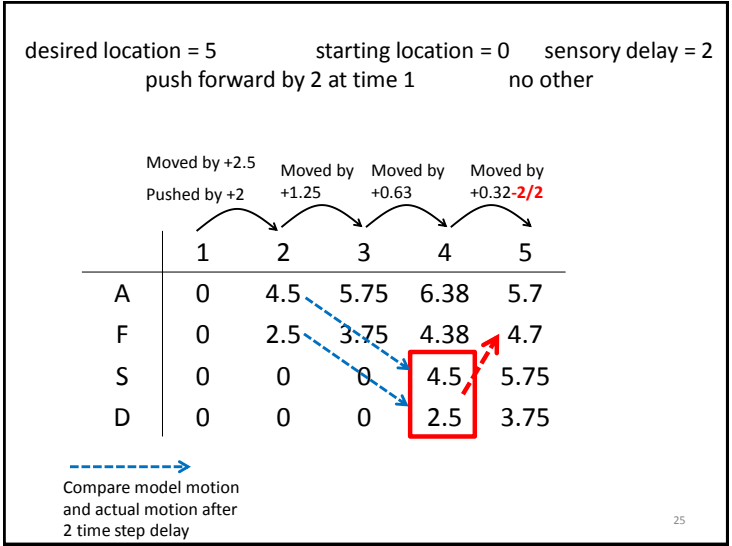 desired location = 5 starting location = 0 sensory delay = 2
push forward by 2 at time 1 no other
Moved by +2.5
Pushed by +2
Moved by
+1.25
Moved by
+0.63
Moved by
+0.32-2/2
1 2 3 4 5
A 0 4.5 5.75 6.38 5.7
F 0 2.5 3.75 4.38 4.7
S 0 0 0 4.5 5.75
D 0 0 0 2.5 3.75
Compare model motion
and actual motion after
2 time step delay
25